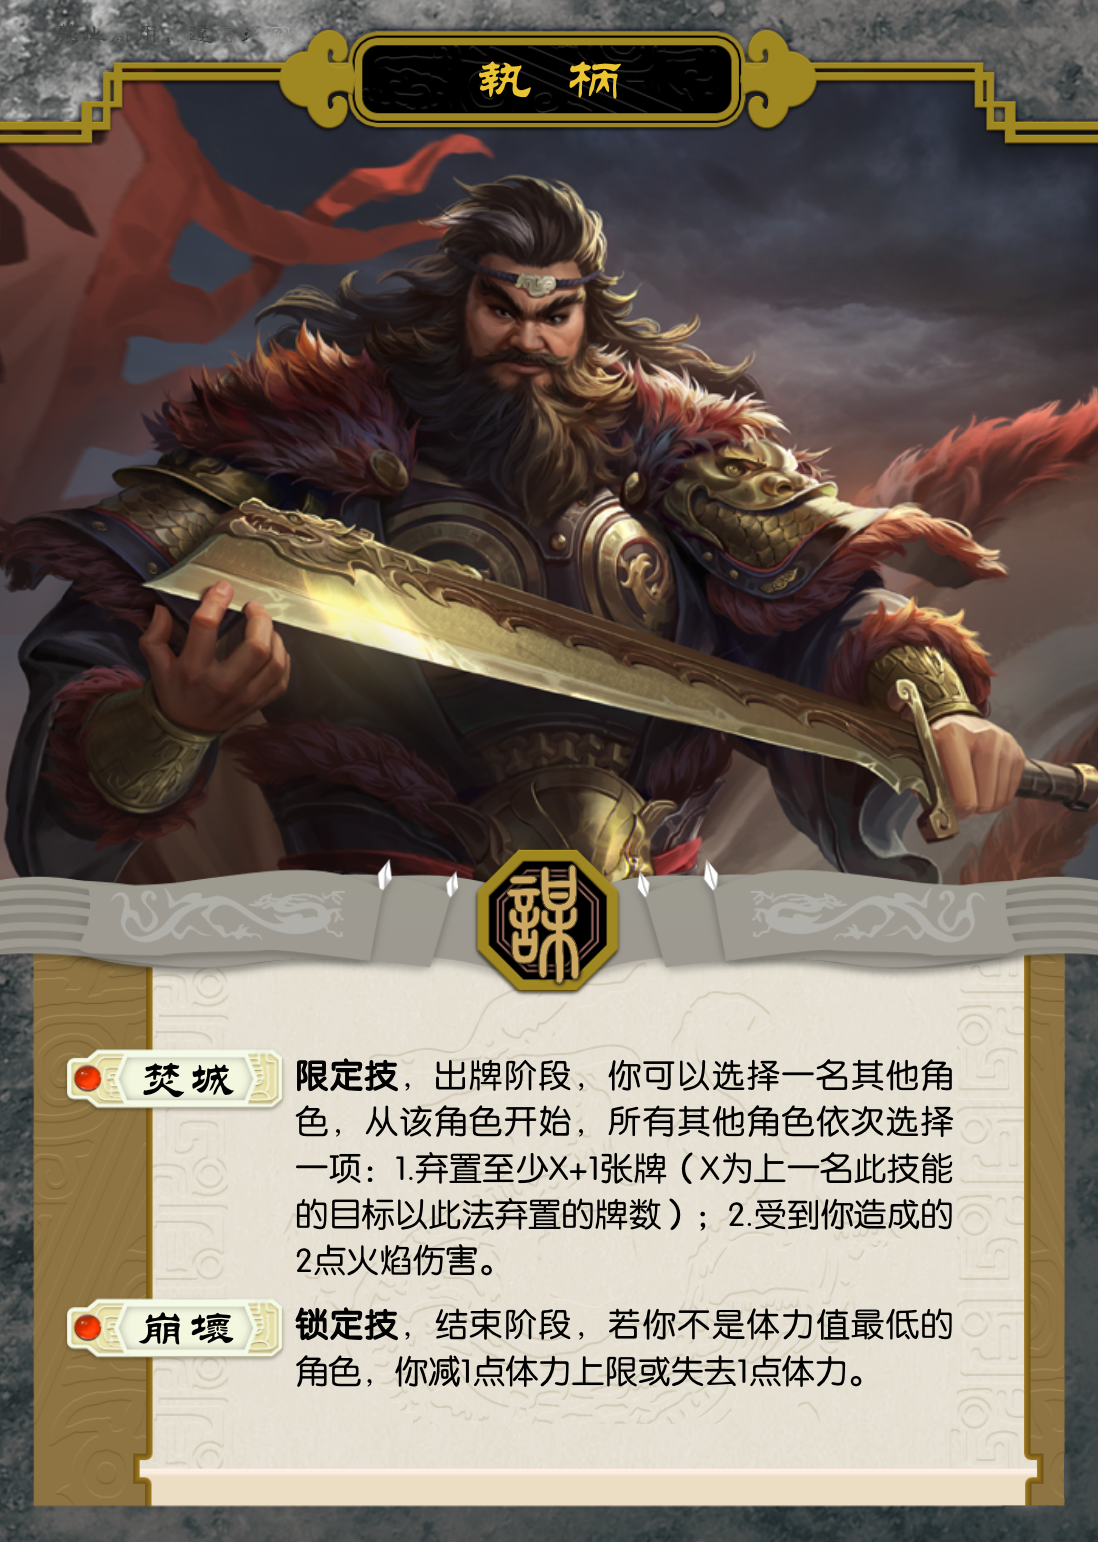 執柄
謀
焚城
限定技，出牌阶段，你可以选择一名其他角
色，从该角色开始，所有其他角色依次选择
一项：1.弃置至少X+1张牌（X为上一名此技能
的目标以此法弃置的牌数）；2.受到你造成的
2点火焰伤害。
崩壞
锁定技，结束阶段，若你不是体力值最低的
角色，你减1点体力上限或失去1点体力。